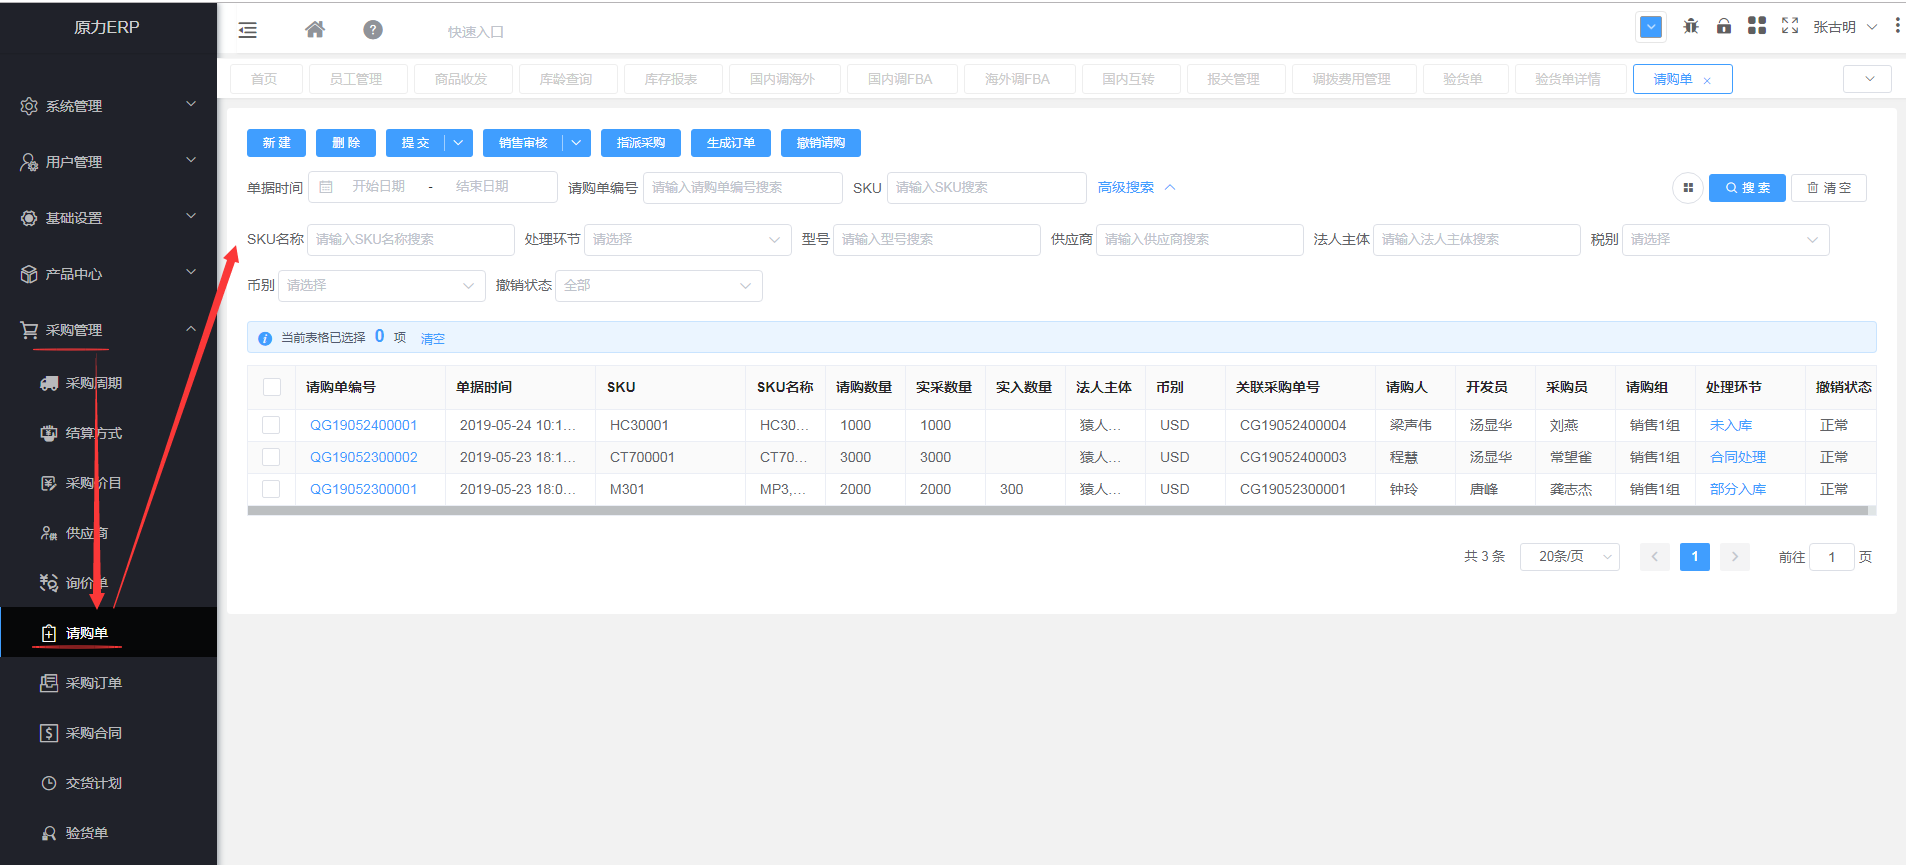 原力ERP
快速入口
张古明
首页 员工管理 商品收发 库龄查询 库存报表 国内调海外 国内调FBA 海外调FBA 国内互转 报关管理 调拨费用管理 验货单 验货单详情 请购单 ×
系统管理
用户管理
基础设置
产品中心
采购管理
采购周期
结算方式
采购价目
供应商
询价单
请购单
采购订单
采购合同
交货计划
验货单
新 建 删 除 提 交 销售审核 指派采购 生成订单 撤销请购
单据时间 开始日期 - 结束日期 请购单编号 请输入请购单编号搜索 SKU 请输入SKU搜索 高级搜索 搜 索 清 空
SKU名称 请输入SKU名称搜索 处理环节 请选择 型号 请输入型号搜索 供应商 请输入供应商搜索 法人主体 请输入法人主体搜索 税别 请选择
币别 请选择 撤销状态 全部
当前表格已选择 0 项 清空
请购单编号 单据时间 SKU SKU名称 请购数量 实采数量 实入数量 法人主体 币别 关联采购单号 请购人 开发员 采购员 请购组 处理环节 撤销状态
QG19052400001 2019-05-24 10:1... HC30001 HC30... 1000 1000 猿人... USD CG19052400004 梁声伟 汤显华 刘燕 销售1组 未入库 正常
QG19052300002 2019-05-23 18:1... CT700001 CT70... 3000 3000 猿人... USD CG19052400003 程慧 汤显华 常望雀 销售1组 合同处理 正常
QG19052300001 2019-05-23 18:0... M301 MP3,... 2000 2000 300 猿人... USD CG19052300001 钟玲 唐峰 龚志杰 销售1组 部分入库 正常
共 3 条 20条/页 1 前往 1 页